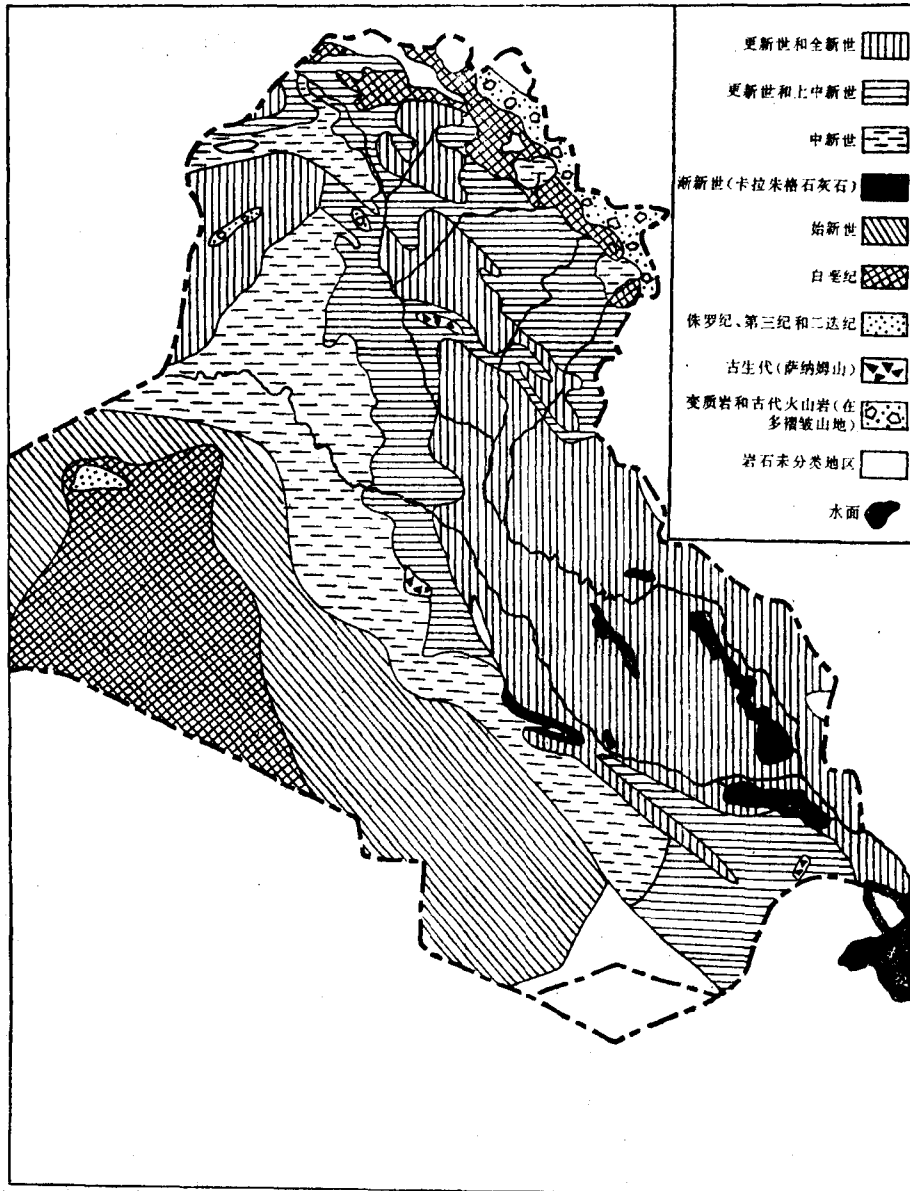 更新世和全新世
更新世和上中新世
中新世
渐新世(卡拉朱格石灰石)
始新世
白垩纪
侏罗纪、第三纪和二迭纪
古生代(萨纳姆山)
变质岩和古代火山岩(在
多褶皱山地)
岩石未分类地区
水面